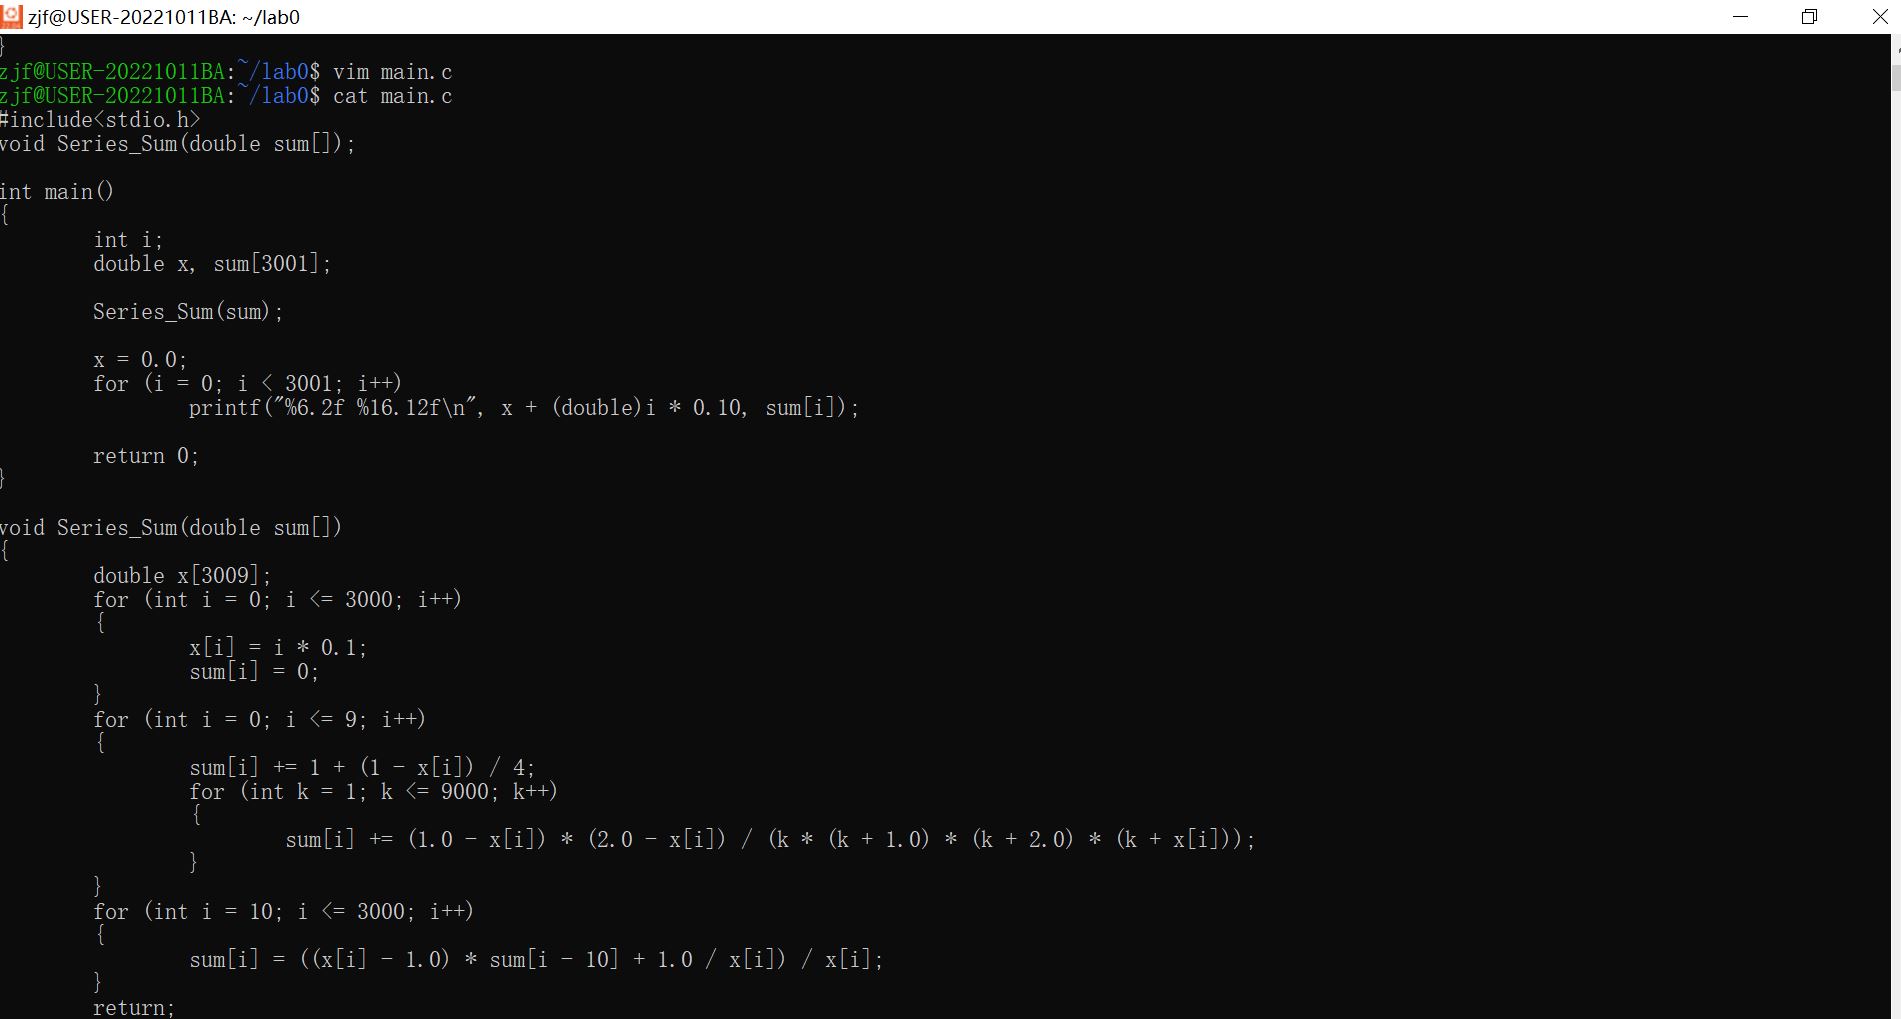 zjf@USER-20221011BA: ~/lab0
}
zjf@USER-20221011BA:~/lab0$ vim main.c
zjf@USER-20221011BA:~/lab0$ cat main.c
#include<stdio.h>
void Series_Sum(double sum[]);
int main()
{
int i;
double x, sum[3001];
Series_Sum(sum);
x = 0.0;
for (i = 0; i < 3001; i++)
printf("%6.2f %16.12f\n", x + (double)i * 0.10, sum[i]);
return 0;
}
void Series_Sum(double sum[])
{
double x[3009];
for (int i = 0; i <= 3000; i++)
{
x[i] = i * 0.1;
sum[i] = 0;
}
for (int i = 0; i <= 9; i++)
{
sum[i] += 1 + (1 - x[i]) / 4;
for (int k = 1; k <= 9000; k++)
{
sum[i] += (1.0 - x[i]) * (2.0 - x[i]) / (k * (k + 1.0) * (k + 2.0) * (k + x[i]));
}
}
for (int i = 10; i <= 3000; i++)
{
sum[i] = ((x[i] - 1.0) * sum[i - 10] + 1.0 / x[i]) / x[i];
}
return;